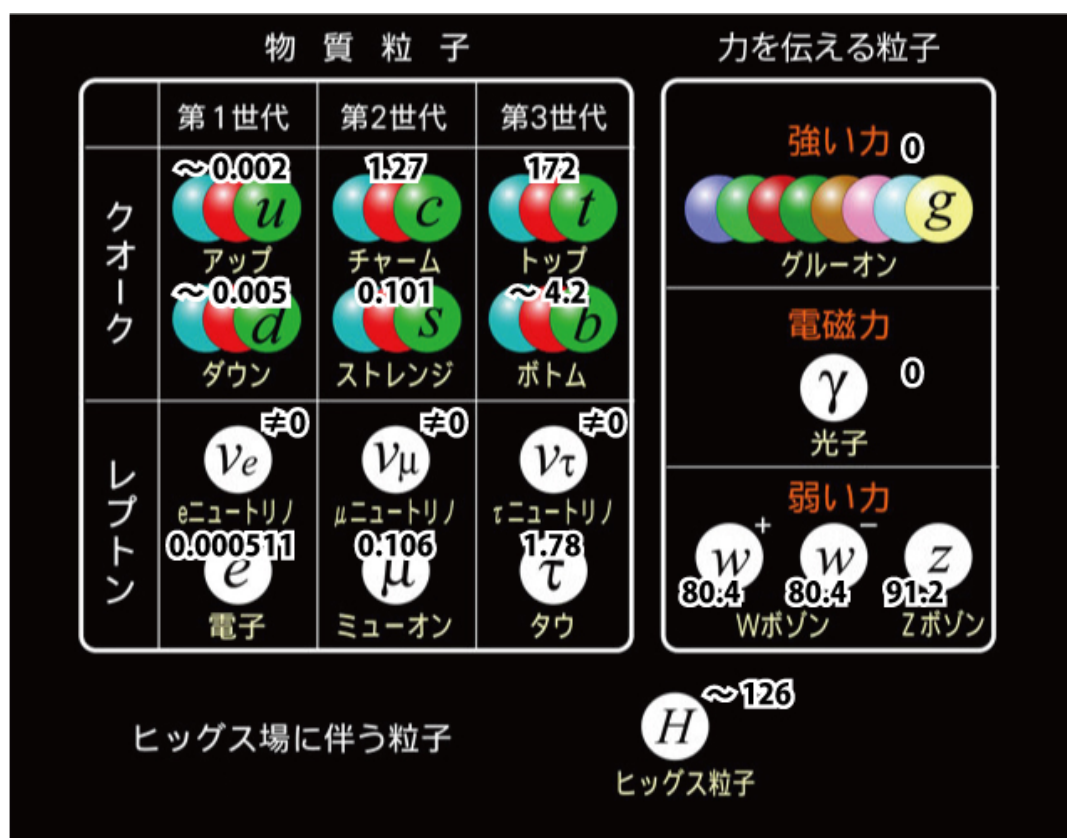 物質粒子
力を伝える粒子
第1世代 第2世代 第3世代
クオーク
～0.002 1.27 172
u c t
アップ チャーム トップ
～0.005 0.101 ～4.2
d s b
ダウン ストレンジ ボトム
レプトン
≠0 ≠0 ≠0
νe νμ ντ
eニュートリノ μニュートリノ τニュートリノ
0.000511 0.106 1.78
e μ τ
電子 ミューオン タウ
強い力 0
g
グルーオン
電磁力
γ 0
光子
弱い力
w+ w− z
80.4 80.4 91.2
Wボゾン Zボゾン
ヒッグス場に伴う粒子
H ～126
ヒッグス粒子